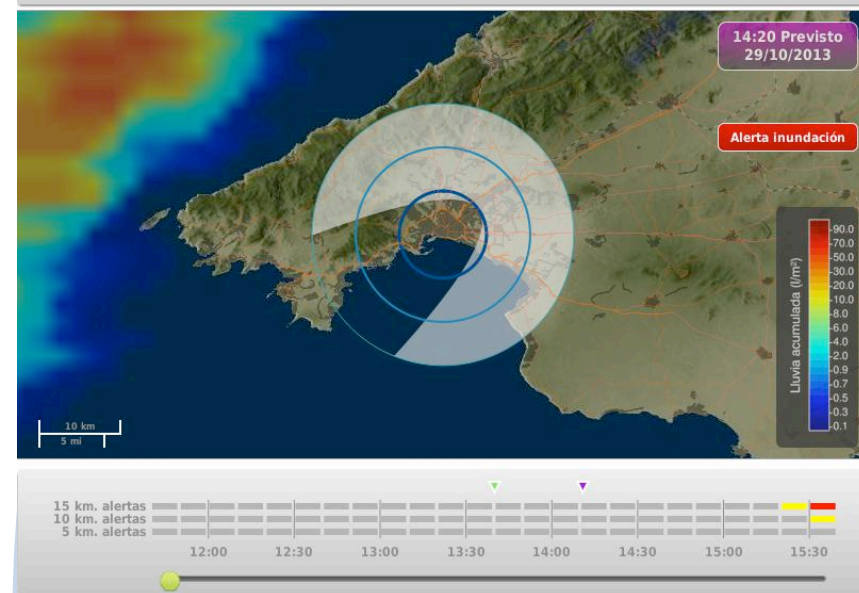 14:20 Previsto
29/10/2013
Alerta inundación
Lluvia acumulada (l/m²)
90.0
70.0
50.0
30.0
20.0
10.0
8.0
6.0
4.0
2.0
0.9
0.7
0.5
0.3
0.1
10 km
5 mi
15 km. alertas
10 km. alertas
5 km. alertas
12:00 12:30 13:00 13:30 14:00 14:30 15:00 15:30